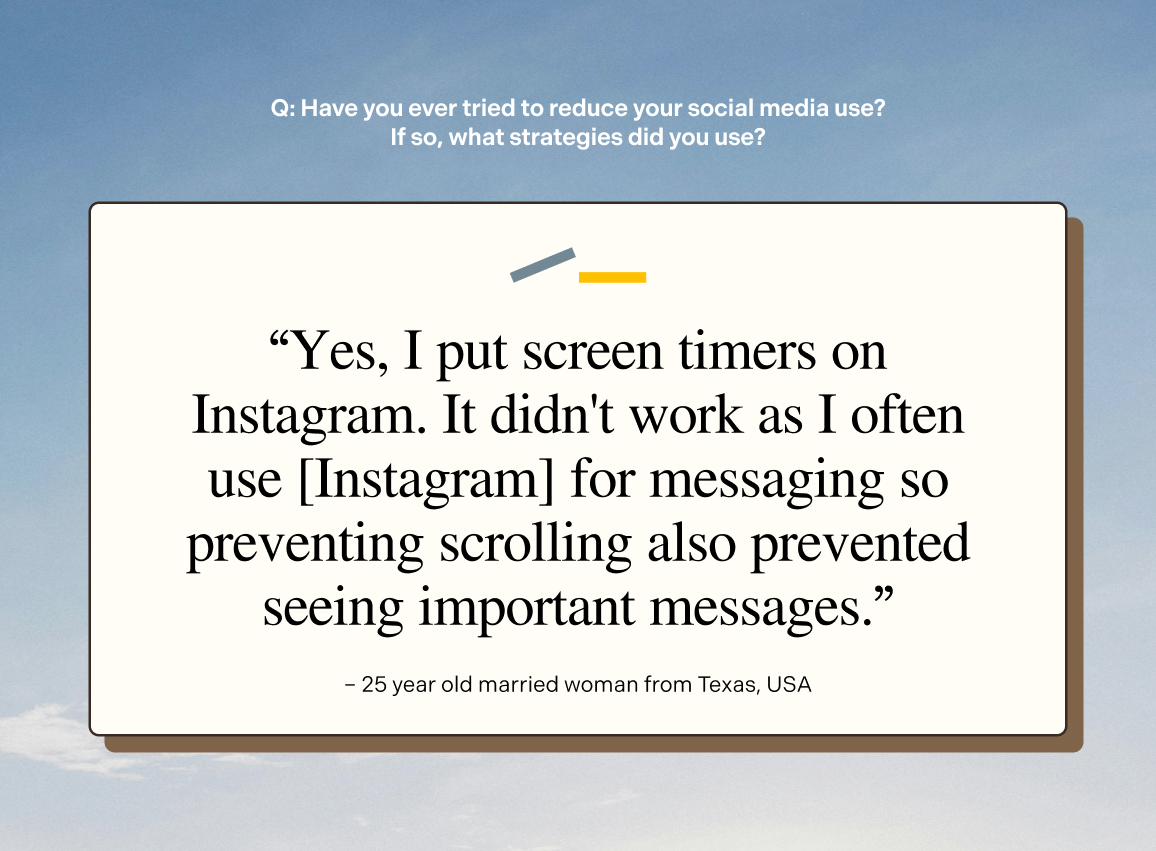 Q: Have you ever tried to reduce your social media use?
If so, what strategies did you use?
“Yes, I put screen timers on
Instagram. It didn't work as I often
use [Instagram] for messaging so
preventing scrolling also prevented
seeing important messages.”
– 25 year old married woman from Texas, USA